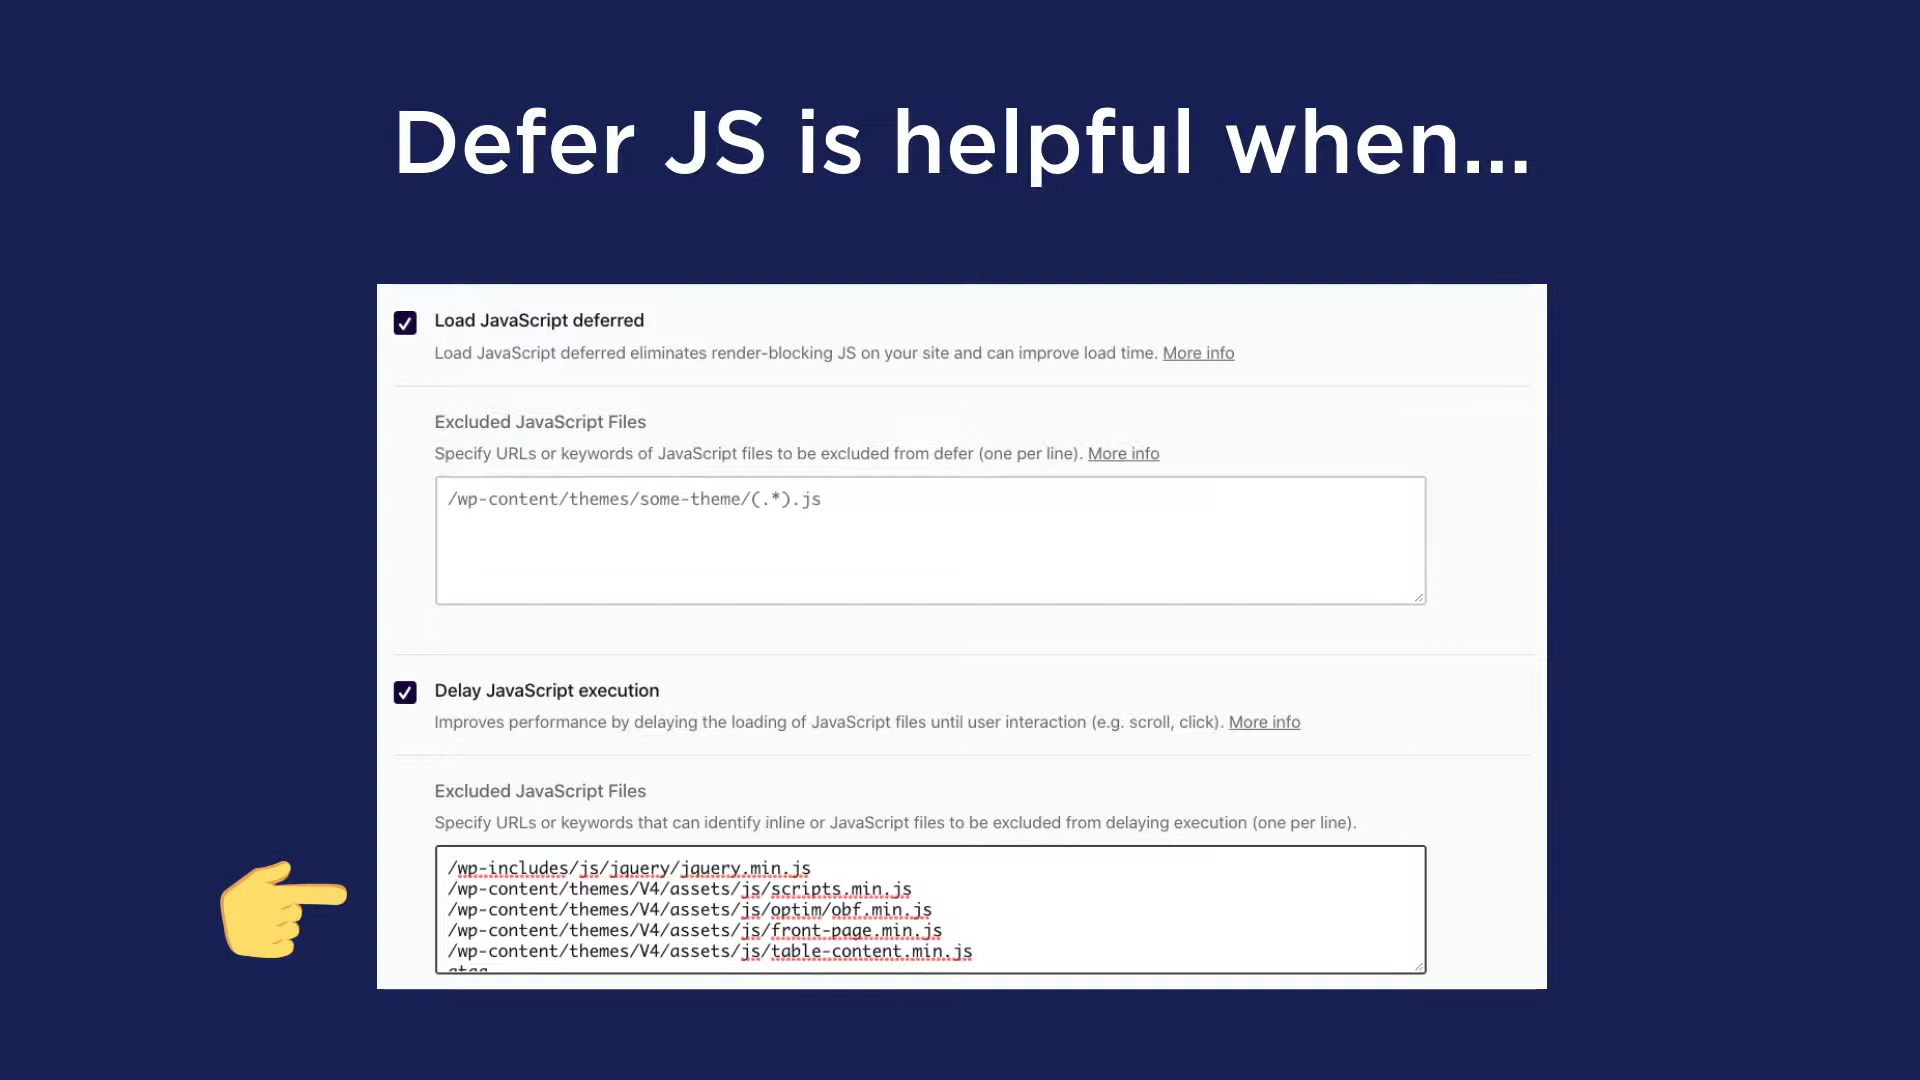 Defer JS is helpful when...
Load JavaScript deferred
Load JavaScript deferred eliminates render-blocking JS on your site and can improve load time. More info
Excluded JavaScript Files
Specify URLs or keywords of JavaScript files to be excluded from defer (one per line). More info
/wp-content/themes/some-theme/(.*).js
Delay JavaScript execution
Improves performance by delaying the loading of JavaScript files until user interaction (e.g. scroll, click). More info
Excluded JavaScript Files
Specify URLs or keywords that can identify inline or JavaScript files to be excluded from delaying execution (one per line).
/wp-includes/js/jquery/jquery.min.js
/wp-content/themes/V4/assets/js/scripts.min.js
/wp-content/themes/V4/assets/js/optim/obf.min.js
/wp-content/themes/V4/assets/js/front-page.min.js
/wp-content/themes/V4/assets/js/table-content.min.js